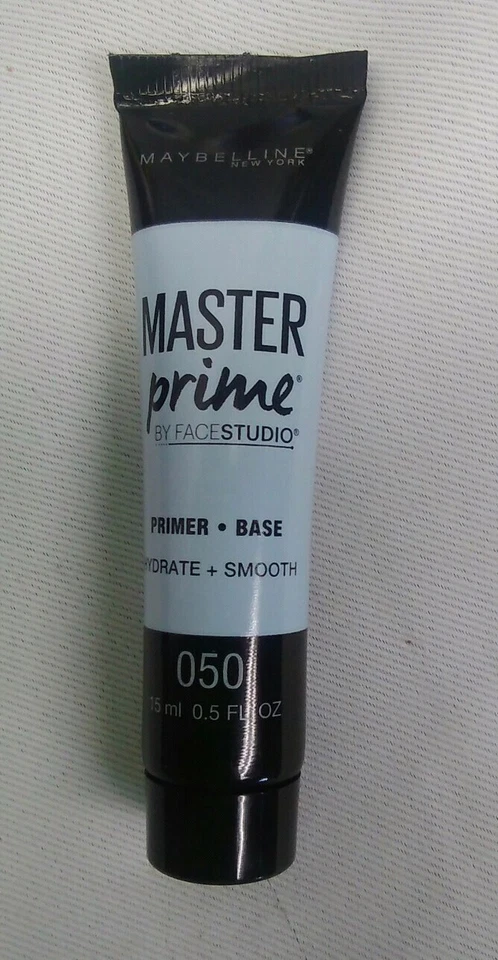 MAYBELLINE®
NEW YORK
MASTER
prime®
BY FACESTUDIO®
PRIMER • BASE
HYDRATE + SMOOTH
050
15 ml 0.5 FL OZ